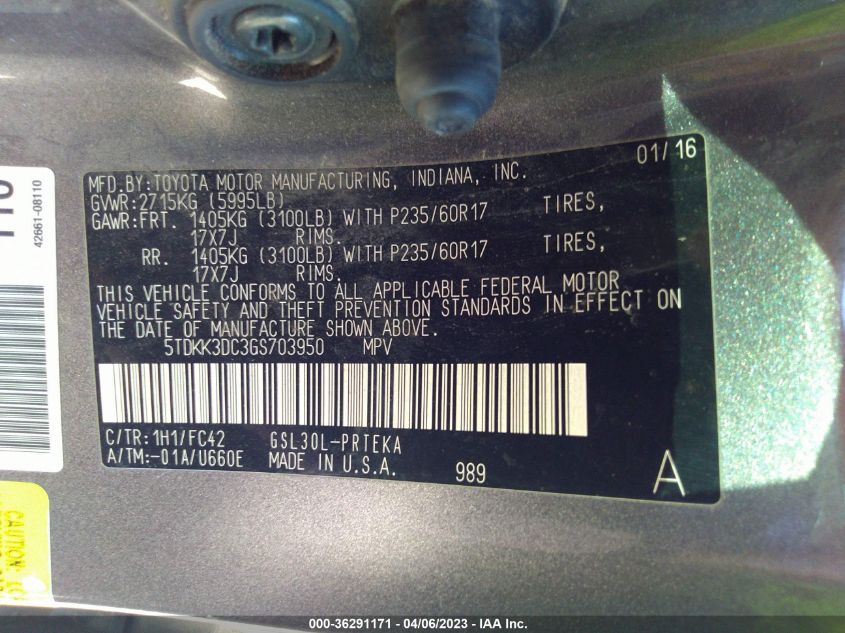 MFD.BY:TOYOTA MOTOR MANUFACTURING, INDIANA, INC. 01/16
GVWR:2715KG (5995LB)
GAWR:FRT. 1405KG (3100LB) WITH P235/60R17 TIRES,
17X7J RIMS.
RR. 1405KG (3100LB) WITH P235/60R17 TIRES,
17X7J RIMS.
THIS VEHICLE CONFORMS TO ALL APPLICABLE FEDERAL MOTOR
VEHICLE SAFETY AND THEFT PREVENTION STANDARDS IN EFFECT ON
THE DATE OF MANUFACTURE SHOWN ABOVE.
5TDKK3DC3GS703950 MPV
C/TR:1H1/FC42 GSL30L-PRTEKA
A/TM:-01A/U660E MADE IN U.S.A. 989 A
42661-08110
CAUTION
000-36291171 - 04/06/2023 - IAA Inc.